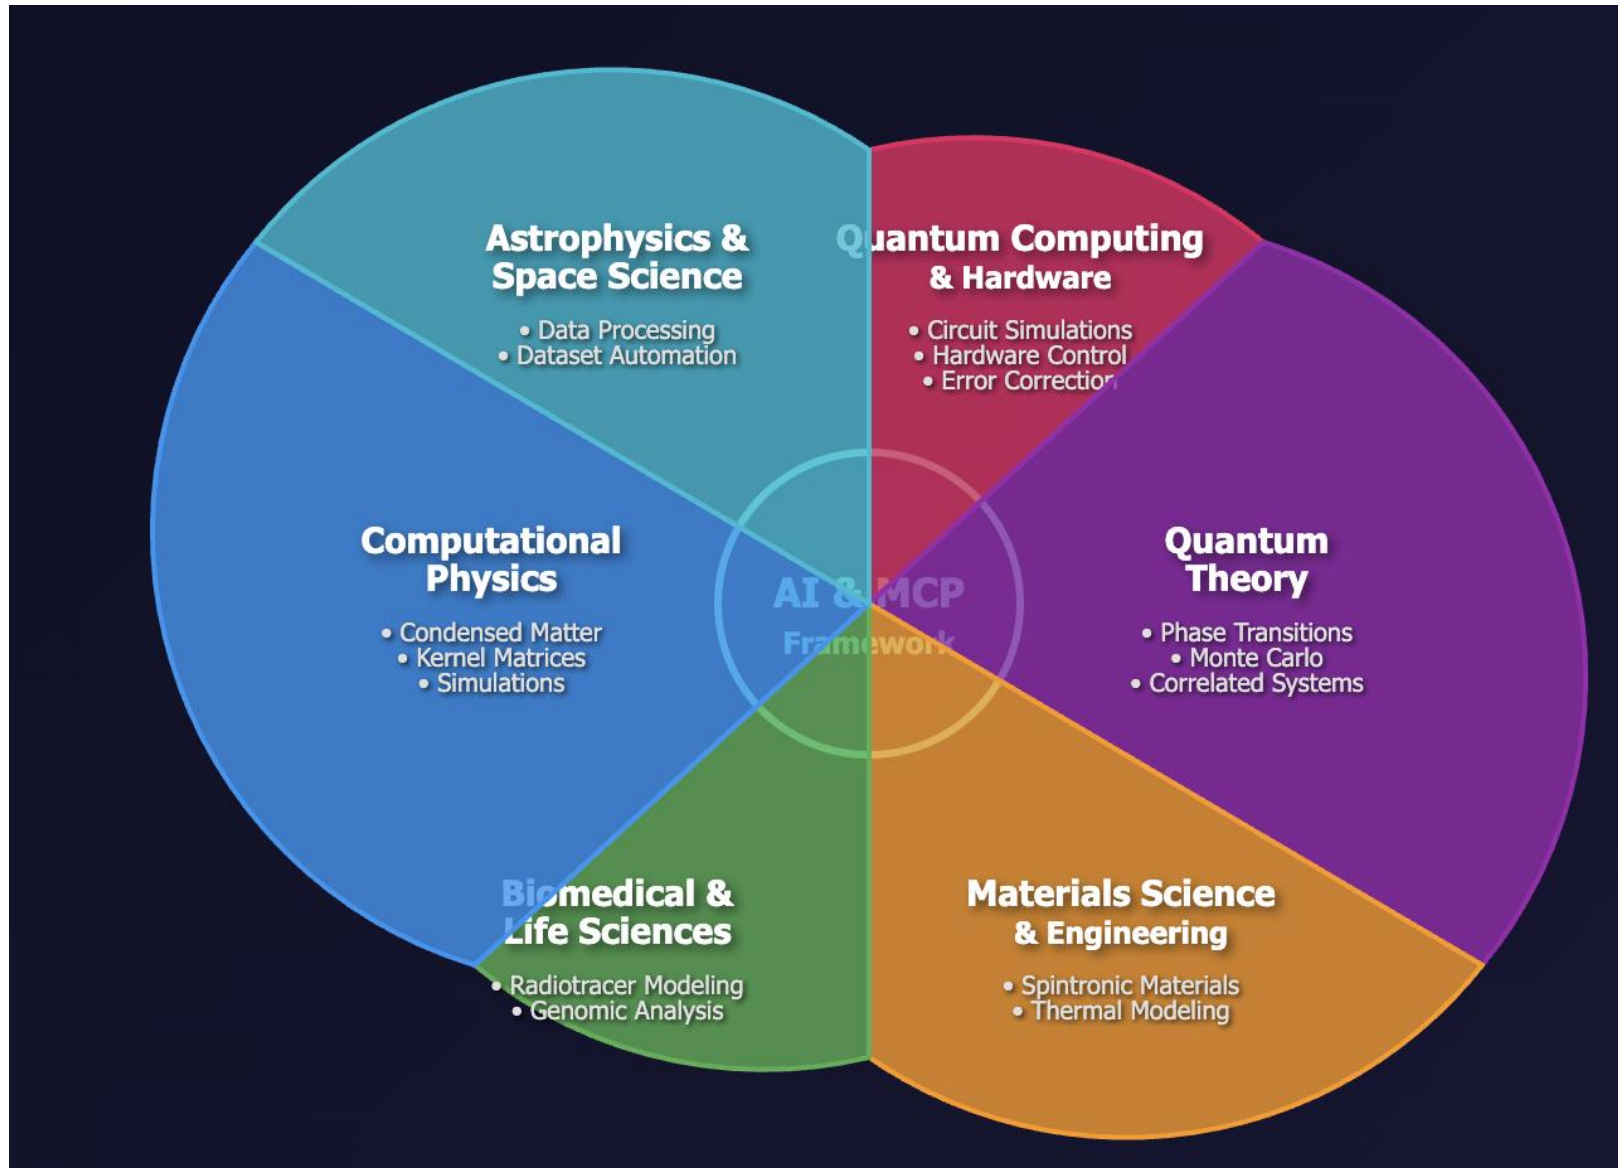 Astrophysics &
Space Science
• Data Processing
• Dataset Automation
Quantum Computing
& Hardware
• Circuit Simulations
• Hardware Control
• Error Correction
Computational
Physics
• Condensed Matter
• Kernel Matrices
• Simulations
AI & MCP
Framework
Quantum
Theory
• Phase Transitions
• Monte Carlo
• Correlated Systems
Biomedical &
Life Sciences
• Radiotracer Modeling
• Genomic Analysis
Materials Science
& Engineering
• Spintronic Materials
• Thermal Modeling